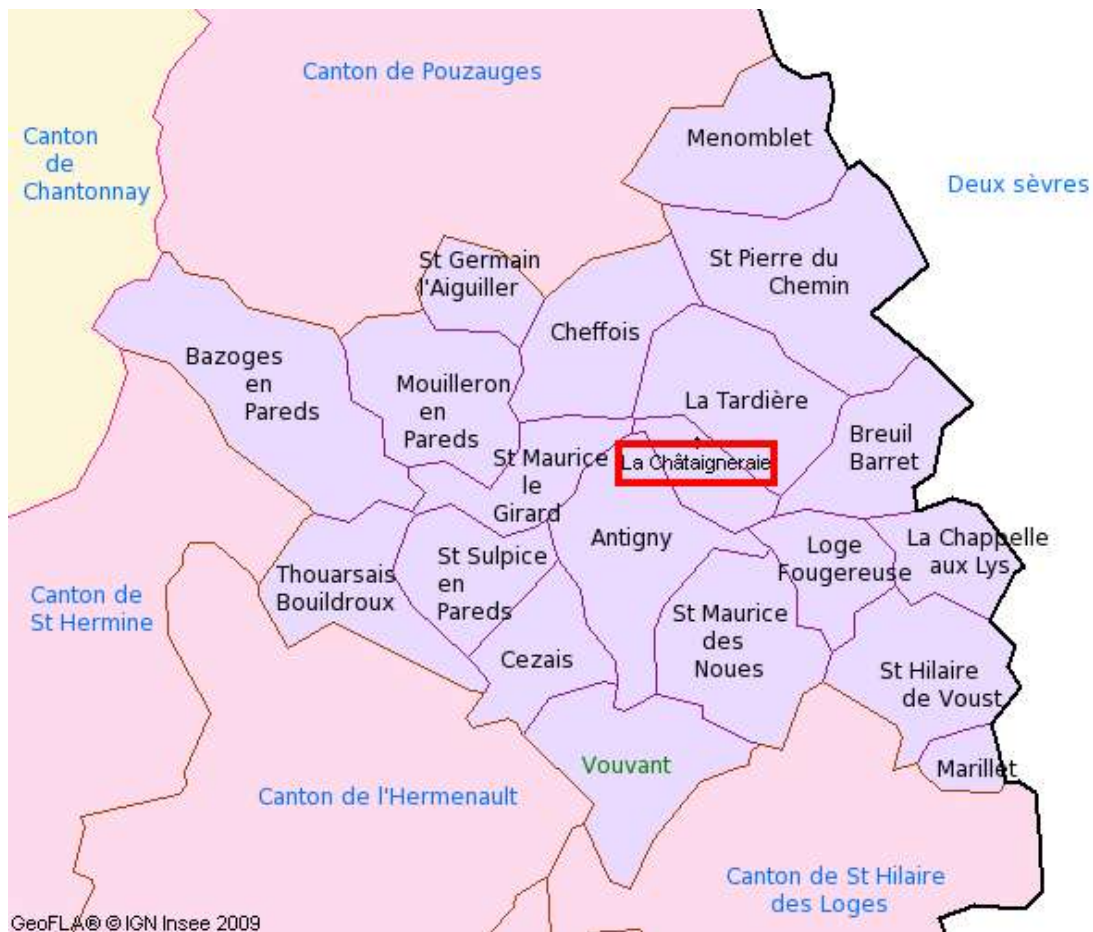 Canton de Pouzauges
Canton
de
Chantonnay
Menomblet
Deux sèvres
St Germain
l'Aiguiller
St Pierre du
Chemin
Cheffois
Bazoges
en
Pareds
Mouilleron
en
Pareds
La Tardière
Breuil
Barret
St Maurice
le
Girard
La Châtaigneraie
Antigny
Loge
Fougereuse
La Chappelle
aux Lys
Thouarsais
Bouildroux
St Sulpice
en
Pareds
Canton de
St Hermine
St Maurice
des
Noues
Cezais
St Hilaire
de Voust
Vouvant
Marillet
Canton de l'Hermenault
Canton de St Hilaire
des Loges
GeoFLA® © IGN Insee 2009